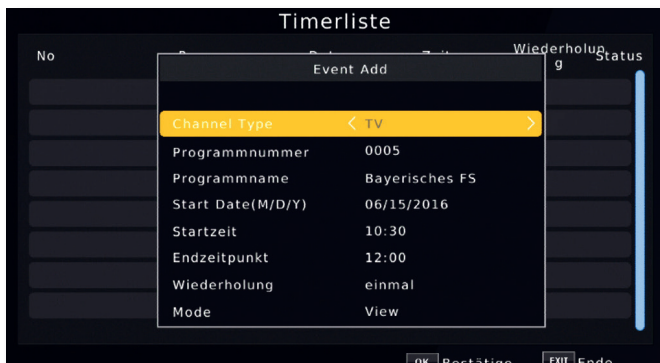 Timerliste
No Wiederholung Status
Event Add
Channel Type < TV >
Programmnummer 0005
Programmname Bayerisches FS
Start Date(M/D/Y) 06/15/2016
Startzeit 10:30
Endzeitpunkt 12:00
Wiederholung einmal
Mode View
OK Bestätige EXIT Ende